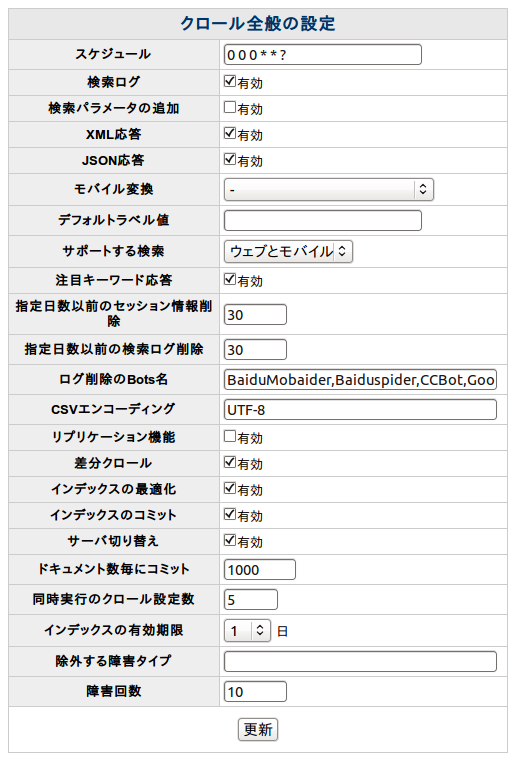 クロール全般の設定
スケジュール 0 0 0 * * ?
検索ログ 有効
検索パラメータの追加 有効
XML応答 有効
JSON応答 有効
モバイル変換 -
デフォルトラベル値
サポートする検索 ウェブとモバイル
注目キーワード応答 有効
指定日数以前のセッション情報削
除 30
指定日数以前の検索ログ削除 30
ログ削除のBots名 BaiduMobaider,Baiduspider,CCBot,Goo
CSVエンコーディング UTF-8
リプリケーション機能 有効
差分クロール 有効
インデックスの最適化 有効
インデックスのコミット 有効
サーバ切り替え 有効
ドキュメント数毎にコミット 1000
同時実行のクロール設定数 5
インデックスの有効期限 1 日
除外する障害タイプ
障害回数 10
更新